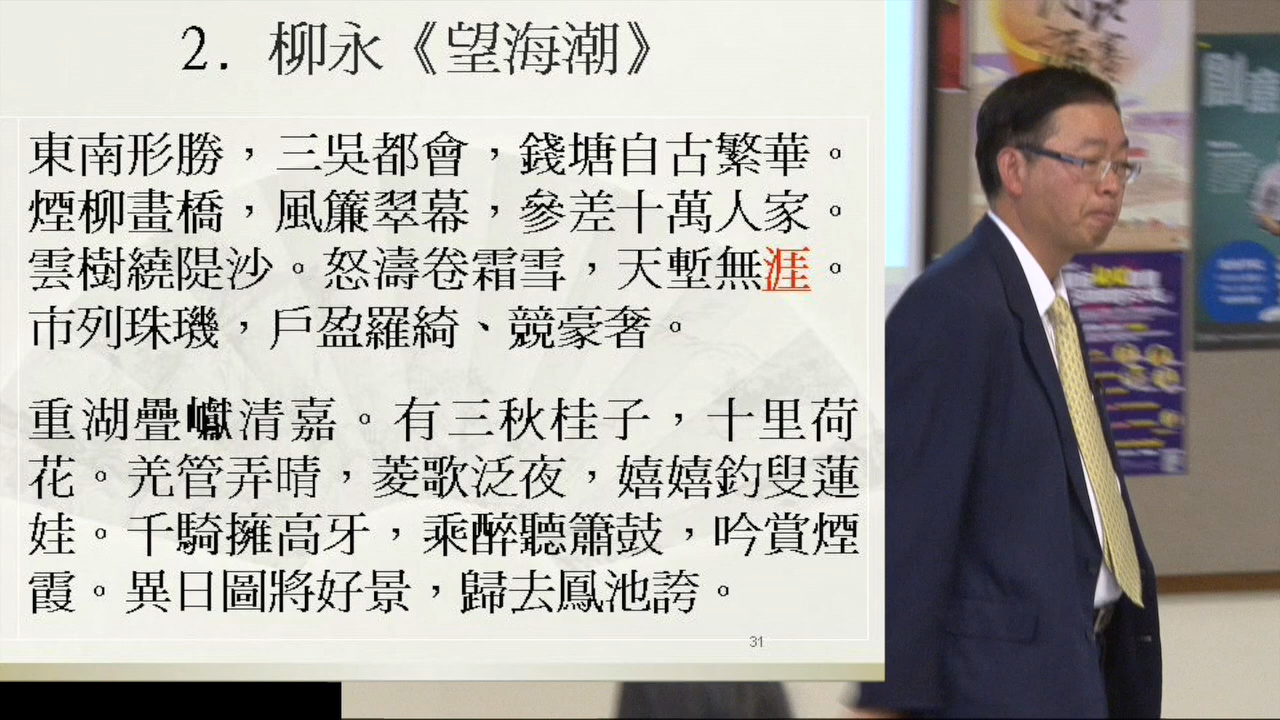 2. 柳永《望海潮》
東南形勝，三吳都會，錢塘自古繁華。
煙柳畫橋，風簾翠幕，參差十萬人家。
雲樹繞隄沙。怒濤卷霜雪，天塹無涯。
市列珠璣，戶盈羅綺、競豪奢。
重湖疊巘清嘉。有三秋桂子，十里荷
花。羌管弄晴，菱歌泛夜，嬉嬉釣叟蓮
娃。千騎擁高牙，乘醉聽簫鼓，吟賞煙
霞。異日圖將好景，歸去鳳池誇。
31